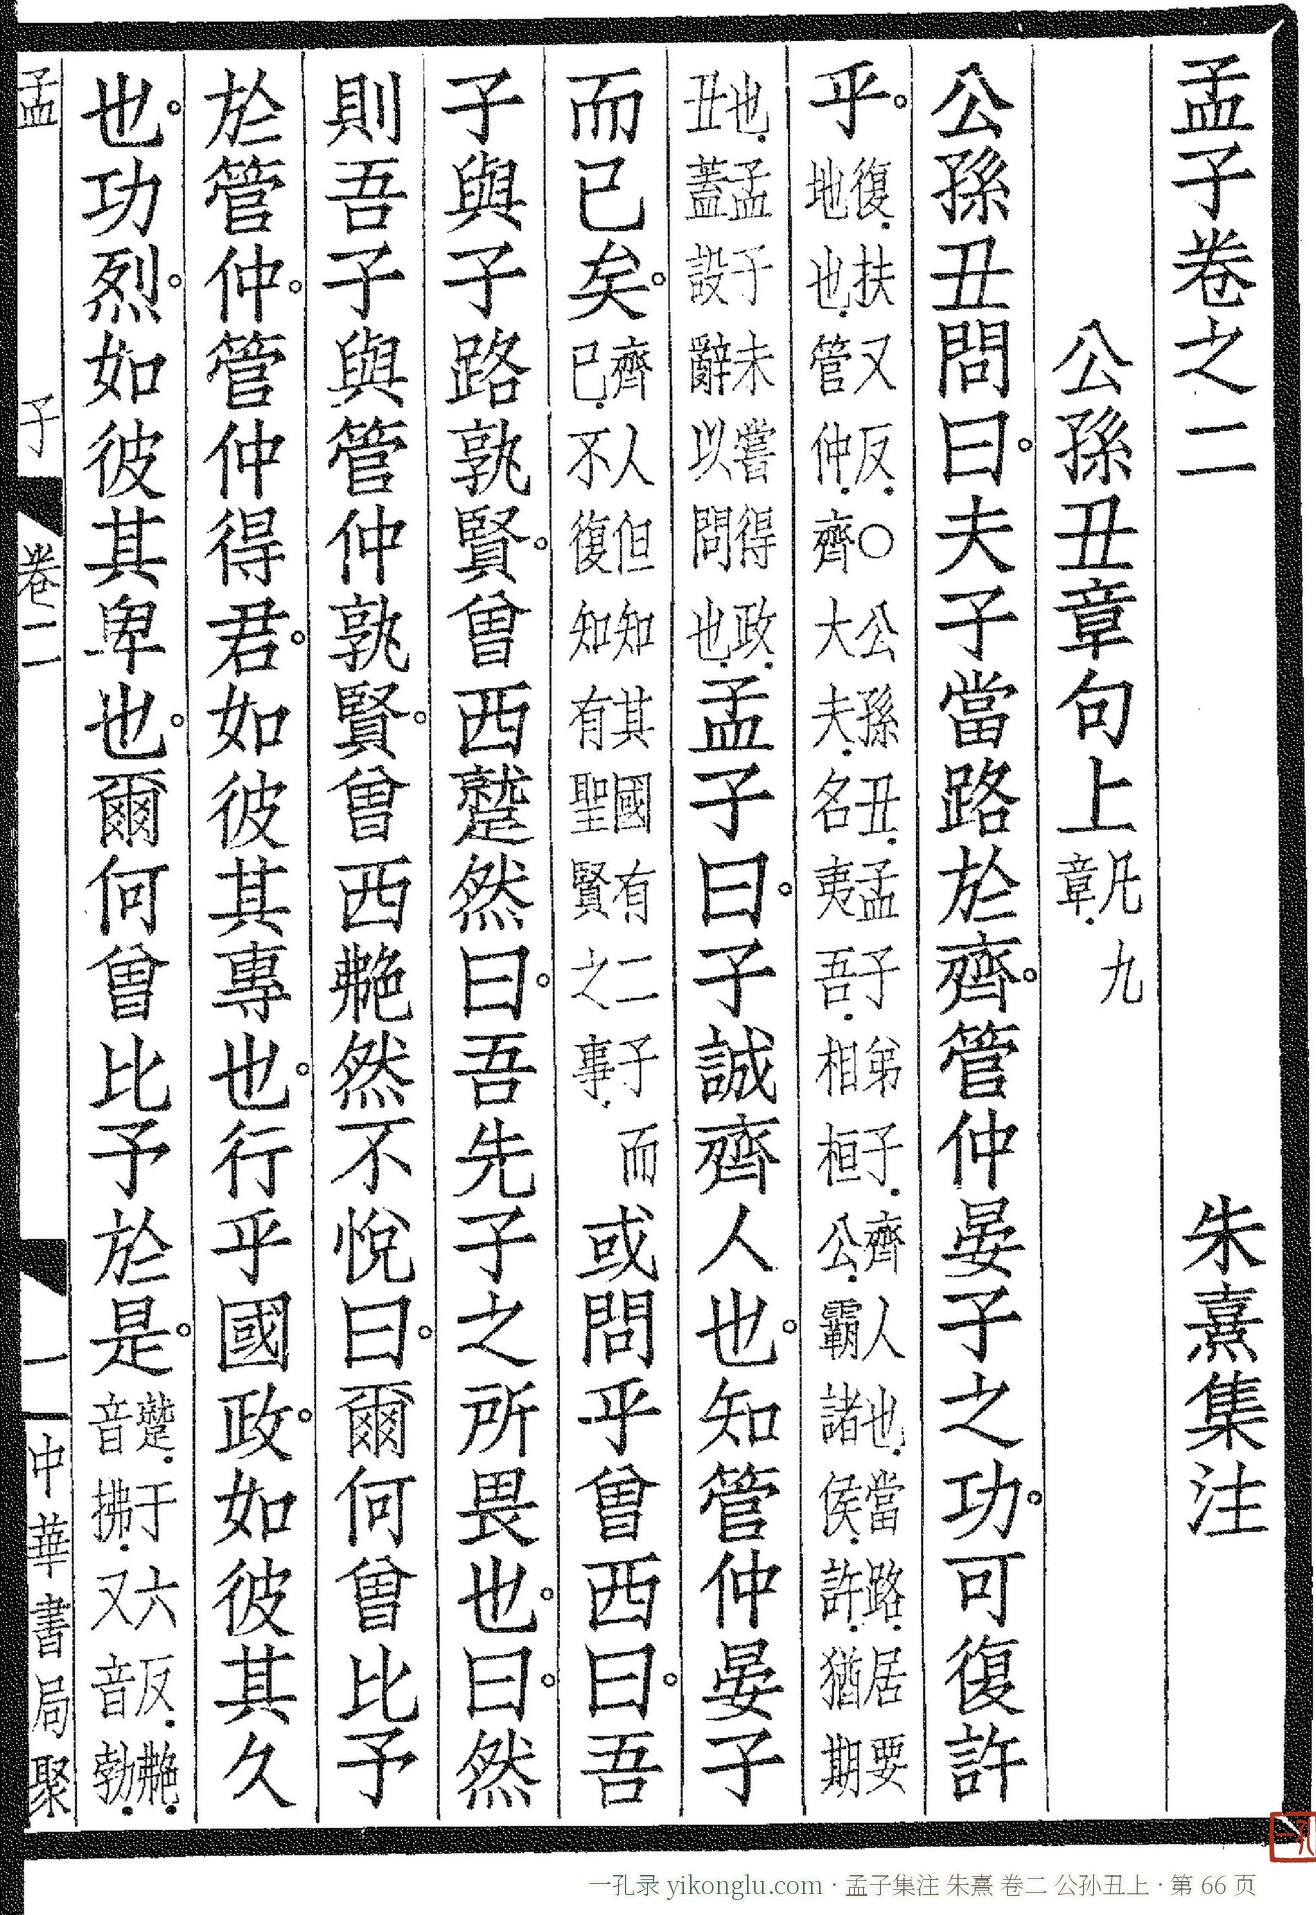 孟子卷之二　朱熹集注
公孫丑章句上凡九章.
公孫丑問曰。夫子當路於齊。管仲晏子之功。可復許
乎。復.扶又反.○公孫丑.孟子弟子.齊人也.當路.居要地也.管仲.齊大夫.名夷吾.相桓公.霸諸侯.許.猶期
也.孟子未嘗得政.丑蓋設辭以問也.孟子曰。子誠齊人也。知管仲晏子
而已矣。齊人但知其國有二子而已.不復知有聖賢之事.或問乎曾西曰。吾
子與子路孰賢。曾西蹵然曰。吾先子之所畏也。曰。然
則吾子與管仲孰賢。曾西艴然不悅曰。爾何曾比予
於管仲。管仲得君。如彼其專也。行乎國政。如彼其久
也。功烈。如彼其卑也。爾何曾比予於是。蹵.于六反.艴.音拂.又音勃.
孟子　卷二　一　中華書局聚
一孔录 yikonglu.com · 孟子集注 朱熹 卷二 公孙丑上 · 第 66 页